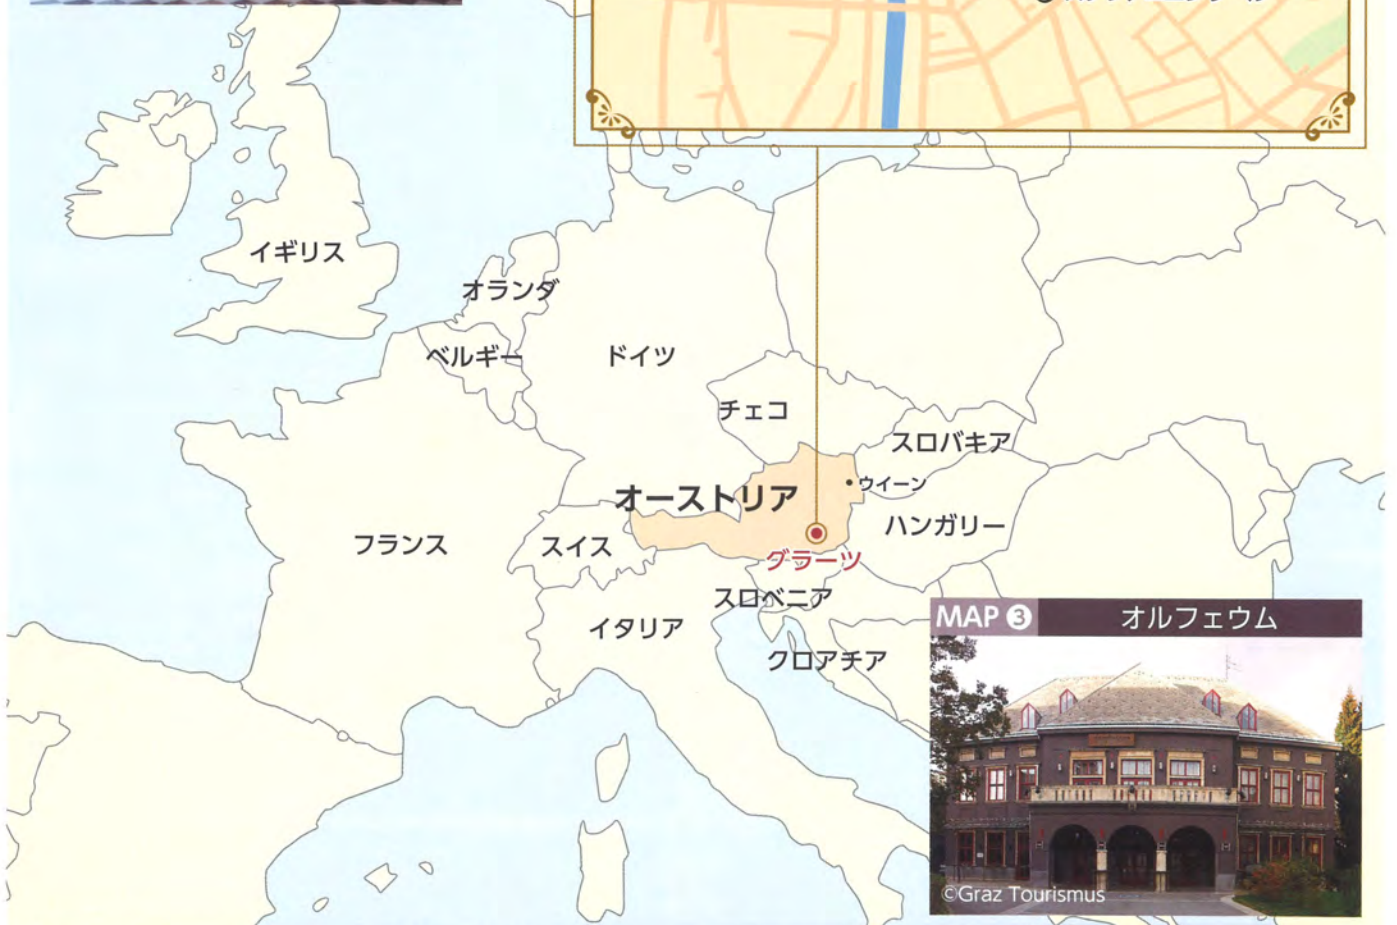 イギリス
オランダ
ベルギー
ドイツ
チェコ
スロバキア
オーストリア
ウイーン
ハンガリー
フランス
スイス
グラーツ
スロベニア
イタリア
クロアチア
MAP ❸ オルフェウム
©Graz Tourismus